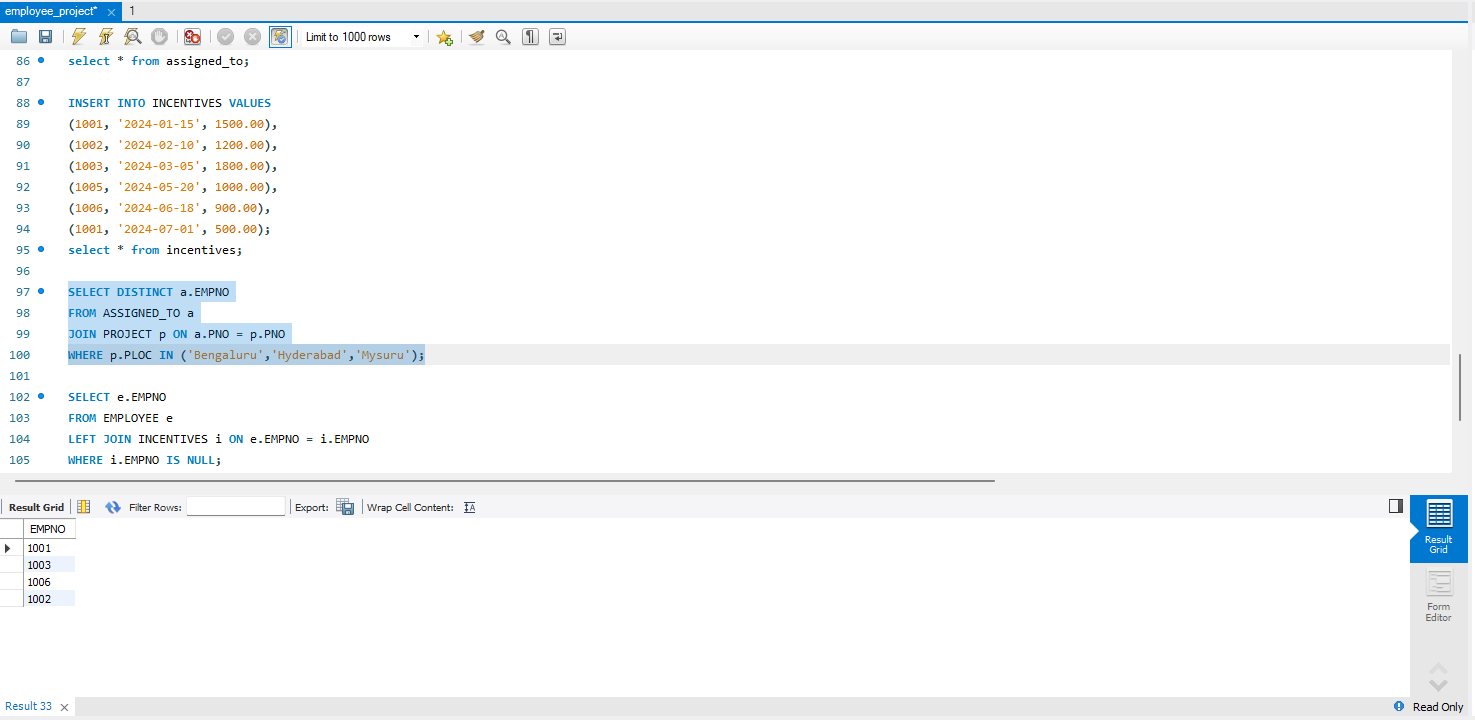 employee_project* × 1
Limit to 1000 rows
86 select * from assigned_to;
87
88 INSERT INTO INCENTIVES VALUES
89 (1001, '2024-01-15', 1500.00),
90 (1002, '2024-02-10', 1200.00),
91 (1003, '2024-03-05', 1800.00),
92 (1005, '2024-05-20', 1000.00),
93 (1006, '2024-06-18', 900.00),
94 (1001, '2024-07-01', 500.00);
95 select * from incentives;
96
97 SELECT DISTINCT a.EMPNO
98 FROM ASSIGNED_TO a
99 JOIN PROJECT p ON a.PNO = p.PNO
100 WHERE p.PLOC IN ('Bengaluru','Hyderabad','Mysuru');
101
102 SELECT e.EMPNO
103 FROM EMPLOYEE e
104 LEFT JOIN INCENTIVES i ON e.EMPNO = i.EMPNO
105 WHERE i.EMPNO IS NULL;
Result Grid Filter Rows: Export: Wrap Cell Content: IA
EMPNO
1001
1003
1006
1002
Result
Grid
Form
Editor
Result 33 ×
Read Only